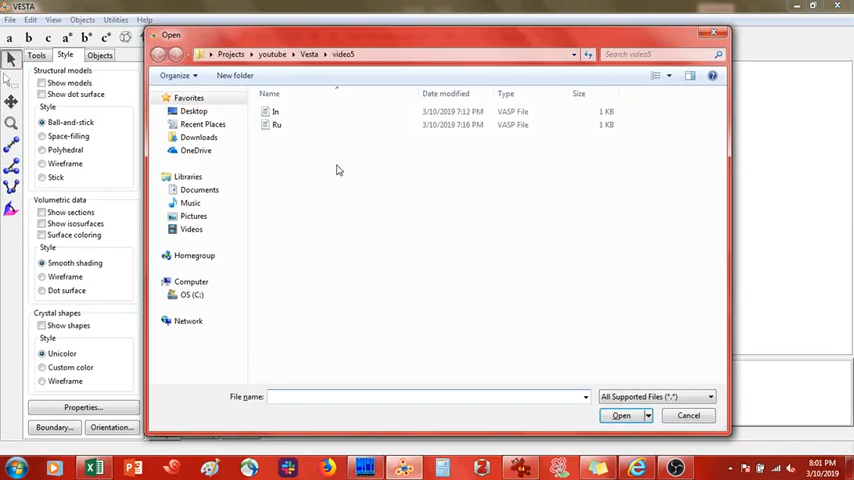 VESTA
File Edit View Objects Utilities Help
a b c a* b* c*
Tools Style Objects
Structural models
Show models
Show dot surface
Style
Ball-and-stick
Space-filling
Polyhedral
Wireframe
Stick
Volumetric data
Show sections
Show isosurfaces
Surface coloring
Style
Smooth shading
Wireframe
Dot surface
Crystal shapes
Show shapes
Style
Unicolor
Custom color
Wireframe
Properties...
Boundary... Orientation...
Open
Projects youtube Vesta video5
Search video5
Organize New folder
Favorites
Desktop
Recent Places
Downloads
OneDrive
Libraries
Documents
Music
Pictures
Videos
Homegroup
Computer
OS (C:)
Network
Name Date modified Type Size
In 3/10/2019 7:12 PM VASP File 1 KB
Ru 3/10/2019 7:16 PM VASP File 1 KB
File name: All Supported Files (*.*)
Open Cancel
8:01 PM
3/10/2019